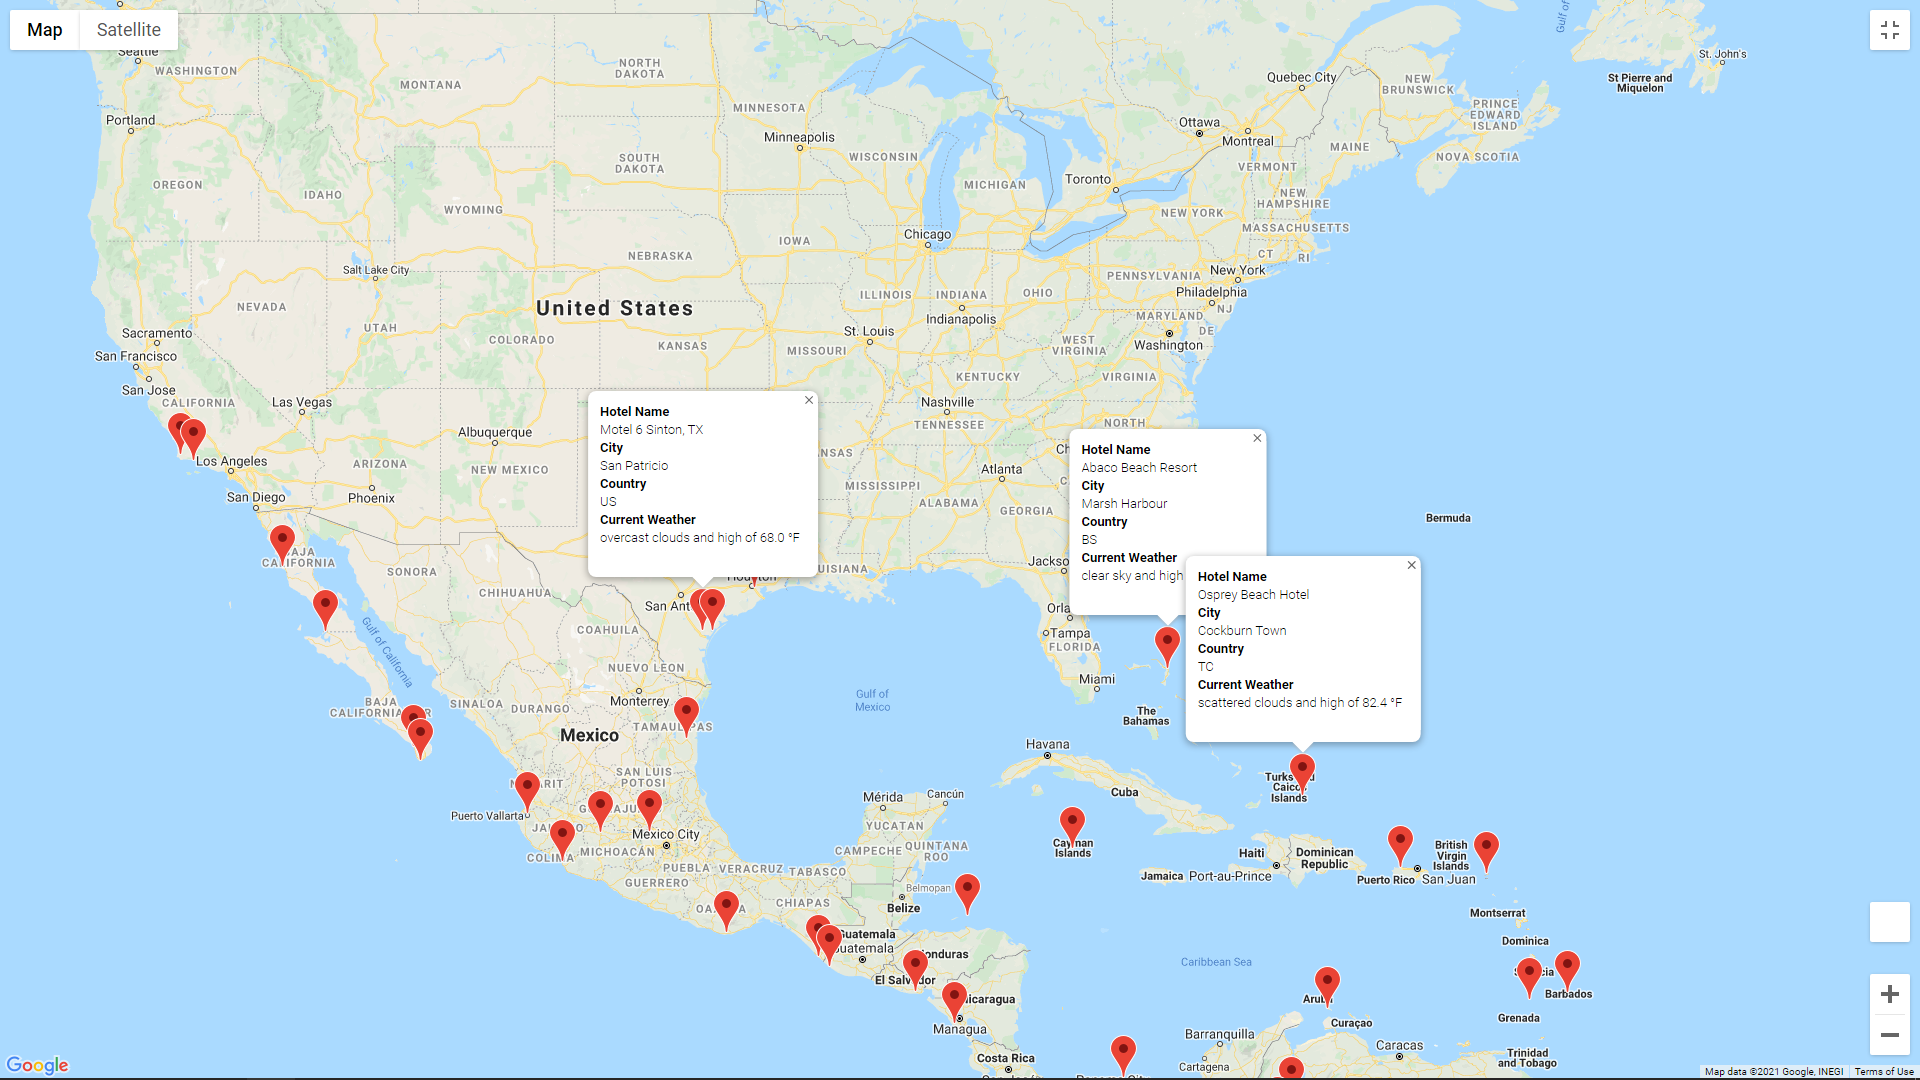 Map
Satellite
Seattle
WASHINGTON
MONTANA
NORTH
DAKOTA
MINNESOTA
Quebec City
NEW
BRUNSWICK
St. John's
St Pierre and
Miquelon
PRINCE
EDWARD
ISLAND
Portland
Minneapolis
Ottawa
Montreal
MAINE
NOVA SCOTIA
OREGON
IDAHO
SOUTH
DAKOTA
WISCONSIN
MICHIGAN
Toronto
VERMONT
NEW
HAMPSHIRE
WYOMING
NEW YORK
MASSACHUSETTS
IOWA
Chicago
CT
RI
NEBRASKA
Salt Lake City
PENNSYLVANIA
New York
NEVADA
United States
ILLINOIS
INDIANA
OHIO
Philadelphia
NJ
Indianapolis
MARYLAND
DE
UTAH
COLORADO
KANSAS
St. Louis
MISSOURI
WEST
VIRGINIA
Washington
Sacramento
San Francisco
San Jose
CALIFORNIA
KENTUCKY
VIRGINIA
Las Vegas
Nashville
TENNESSEE
NORTH
Albuquerque
Los Angeles
ARIZONA
NEW MEXICO
Atlanta
MISSISSIPPI
ALABAMA
GEORGIA
San Diego
Phoenix
Bermuda
Hotel Name
Motel 6 Sinton, TX
City
San Patricio
Country
US
Current Weather
overcast clouds and high of 68.0 °F
Hotel Name
Abaco Beach Resort
City
Marsh Harbour
Country
BS
Current Weather
clear sky and high
Hotel Name
Osprey Beach Hotel
City
Cockburn Town
Country
TC
Current Weather
scattered clouds and high of 82.4 °F
CALIFORNIA
SONORA
CHIHUAHUA
Houston
San Ant
COAHUILA
Tampa
FLORIDA
Miami
Gulf of California
NUEVO LEON
Monterrey
BAJA
CALIFORNIA
SINALOA
DURANGO
TAMAULIPAS
Gulf of
Mexico
The
Bahamas
Mexico
Havana
SAN LUIS
POTOSI
Cuba
Turks and
Caicos
Islands
Mérida
Cancún
YUCATAN
Puerto Vallarta
Mexico City
COLIMA
MICHOACÁN
CAMPECHE
QUINTANA
ROO
Cayman
Islands
Haiti
Dominican
Republic
British
Virgin
Islands
Jamaica
Port-au-Prince
Puerto Rico
San Juan
PUEBLA
VERACRUZ
TABASCO
GUERRERO
Belmopan
Belize
CHIAPAS
OAXACA
Montserrat
Dominica
Guatemala
Guatemala
Honduras
El Salvador
Caribbean Sea
Nicaragua
Managua
Aruba
Curaçao
Barbados
Grenada
Barranquilla
Cartagena
Caracas
Costa Rica
Trinidad
and Tobago
Google
Map data ©2021 Google, INEGI
Terms of Use